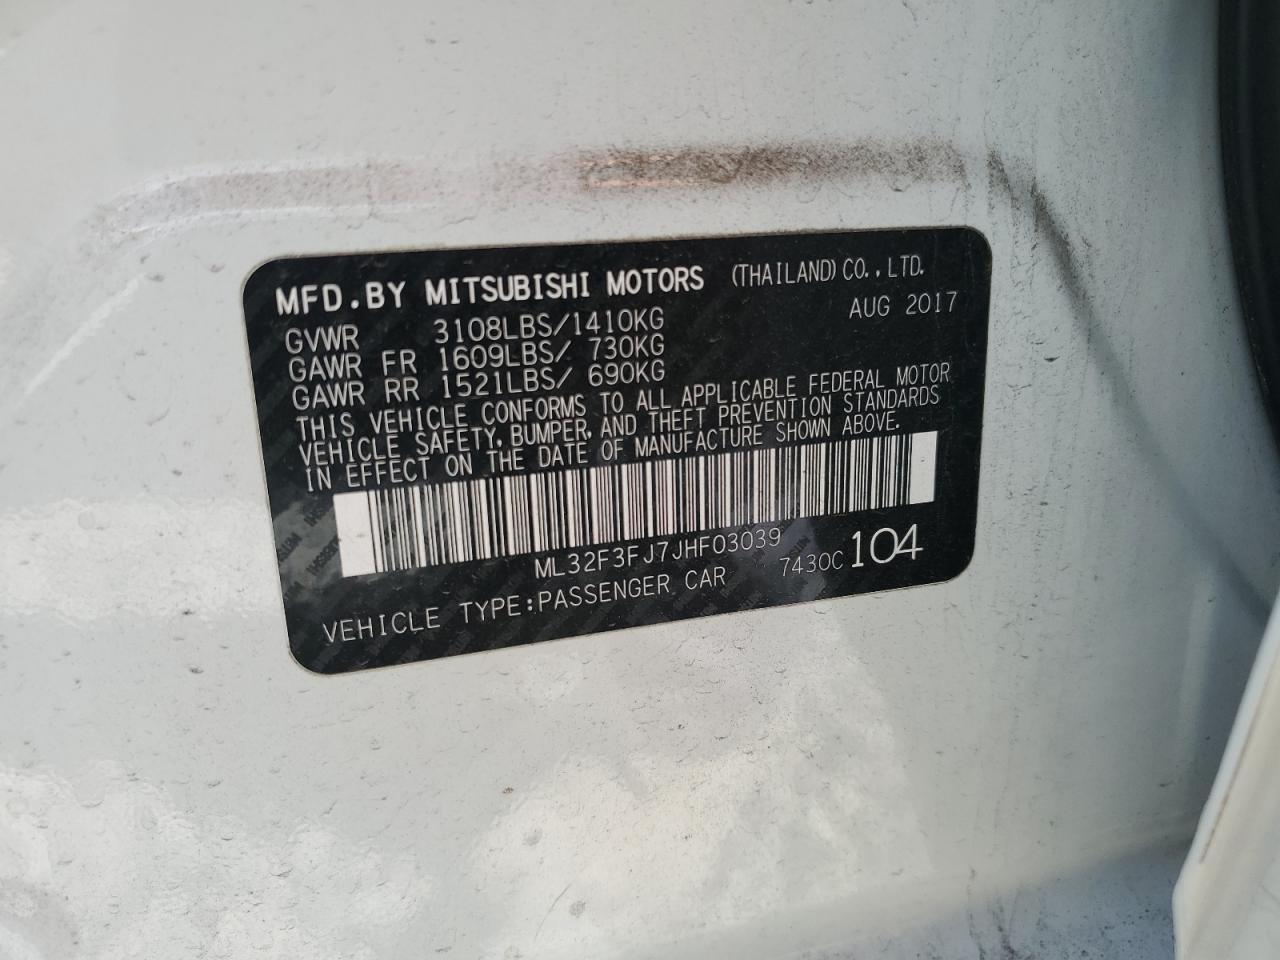 MFD.BY MITSUBISHI MOTORS (THAILAND) CO.,LTD.
GVWR 3108LBS/1410KG AUG 2017
GAWR FR 1609LBS/ 730KG
GAWR RR 1521LBS/ 690KG
THIS VEHICLE CONFORMS TO ALL APPLICABLE FEDERAL MOTOR
VEHICLE SAFETY, BUMPER, AND THEFT PREVENTION STANDARDS
IN EFFECT ON THE DATE OF MANUFACTURE SHOWN ABOVE.
ML32F3FJ7JHF03039
VEHICLE TYPE:PASSENGER CAR 7430C 104